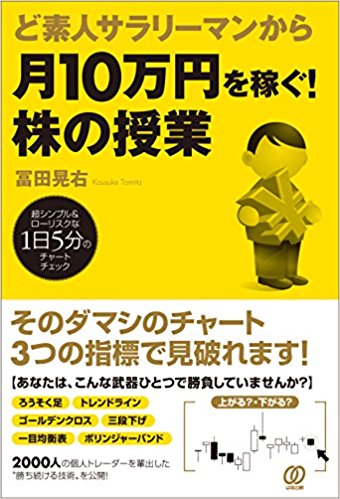 ど素人サラリーマンから
月10万円を稼ぐ!
株の授業
冨田晃右
Kousuke Tomita
超シンプル&
ローリスクな
1日5分の
チャート
チェック
そのダマシのチャート
3つの指標で見破れます!
【あなたは、こんな武器ひとつで勝負していませんか?】
ろうそく足
トレンドライン
ゴールデンクロス
三段下げ
一目均衡表
ボリンジャーバンド
上がる?・下がる?
2000人の個人トレーダーを輩出した
"勝ち続ける技術"を公開!
ぱる出版